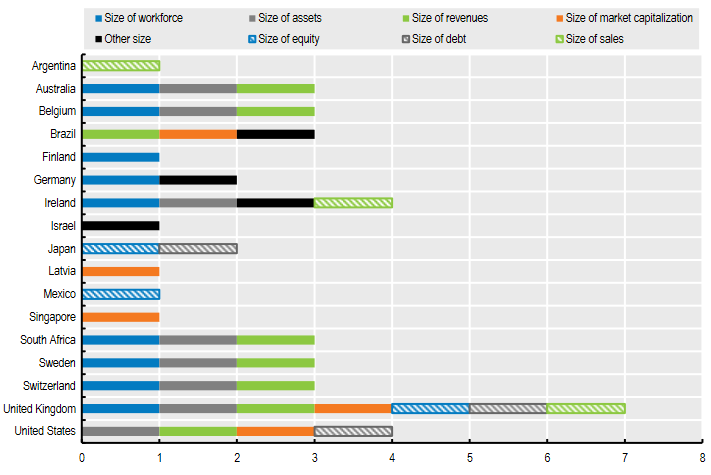 Size of workforce Size of assets Size of revenues Size of market capitalization
Other size Size of equity Size of debt Size of sales
Argentina
Australia
Belgium
Brazil
Finland
Germany
Ireland
Israel
Japan
Latvia
Mexico
Singapore
South Africa
Sweden
Switzerland
United Kingdom
United States
0 1 2 3 4 5 6 7 8